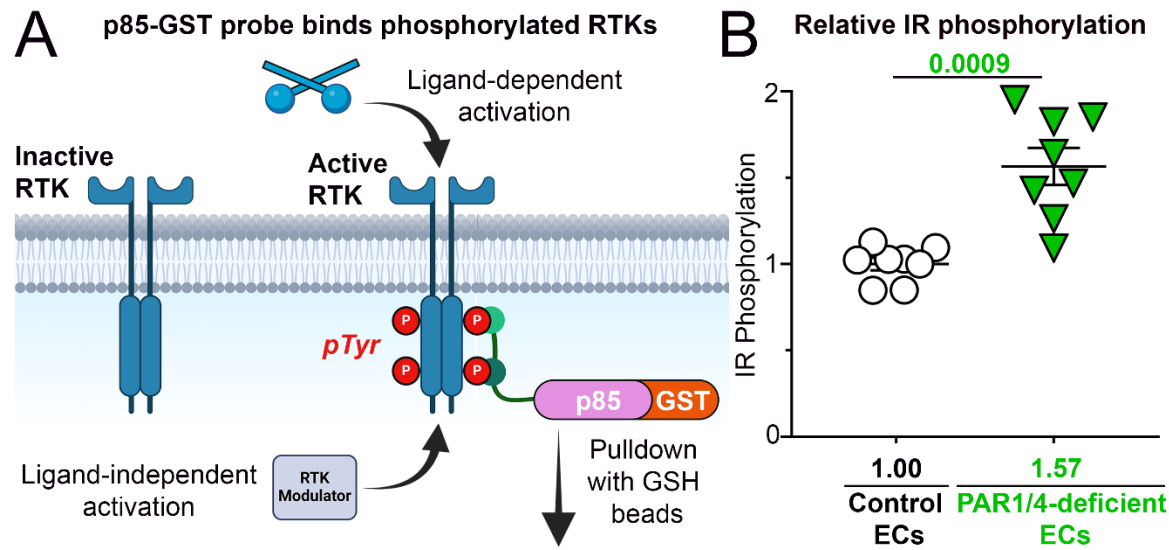 A
p85-GST probe binds phosphorylated RTKs
Ligand-dependent
activation
Inactive
RTK
Active
RTK
pTyr
P
P
P
P
p85
GST
Ligand-independent
activation
RTK
Modulator
Pulldown
with GSH
beads
B
Relative IR phosphorylation
0.0009
IR Phosphorylation
2
1
0
1.00
Control
ECs
1.57
PAR1/4-deficient
ECs